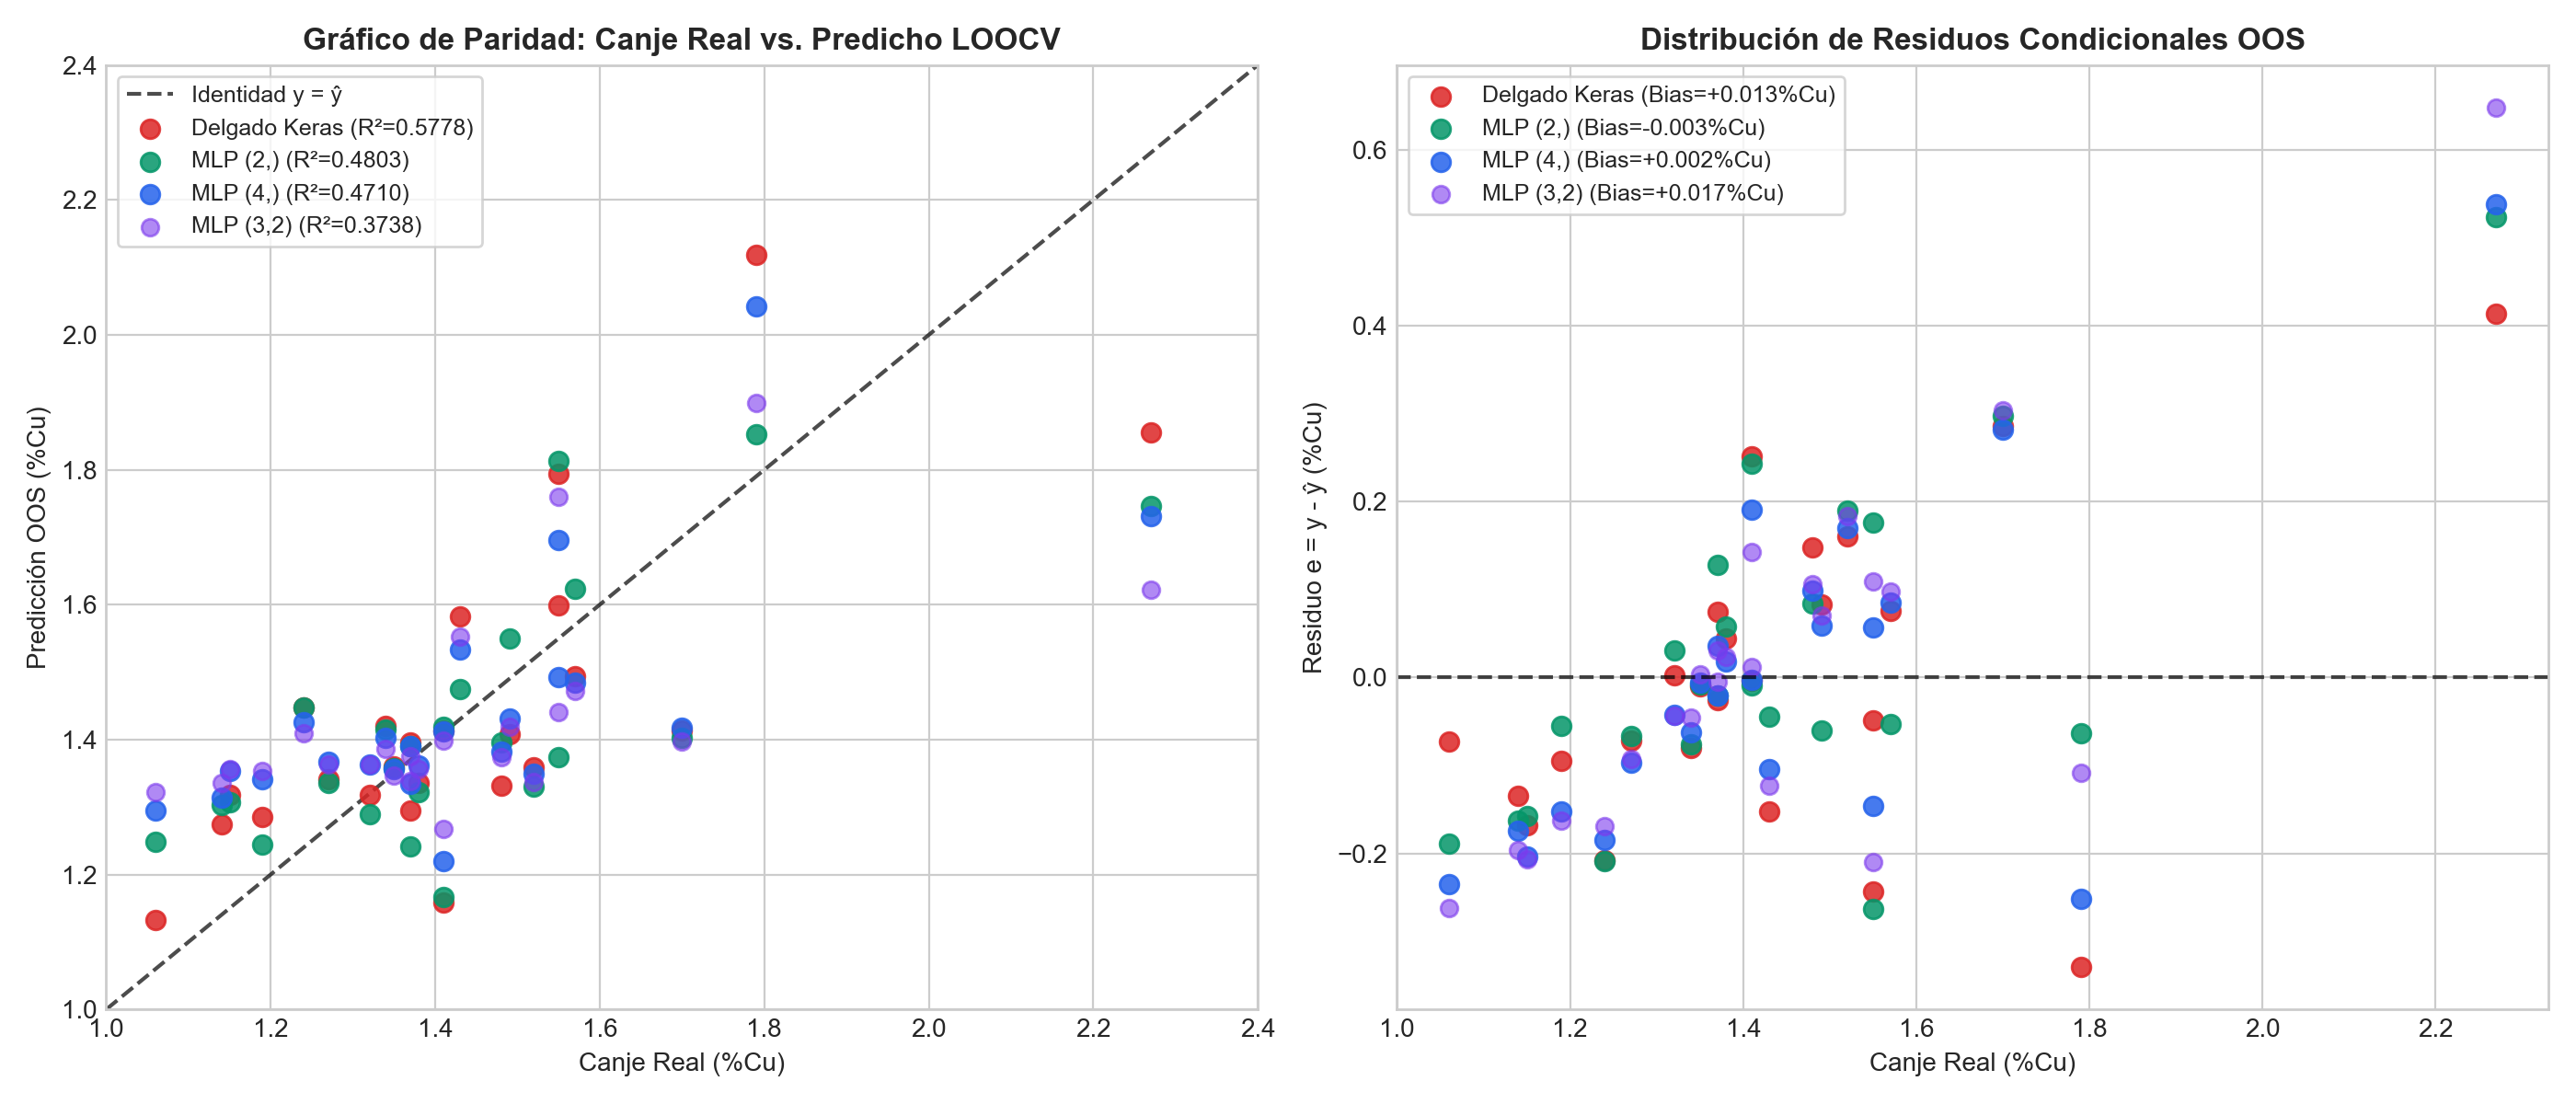 Gráfico de Paridad: Canje Real vs. Predicho LOOCV
2.4
2.2
2.0
1.8
1.6
1.4
1.2
1.0
Predicción OOS (%Cu)
Identidad y = ŷ
Delgado Keras (R²=0.5778)
MLP (2,) (R²=0.4803)
MLP (4,) (R²=0.4710)
MLP (3,2) (R²=0.3738)
1.0 1.2 1.4 1.6 1.8 2.0 2.2 2.4
Canje Real (%Cu)
Distribución de Residuos Condicionales OOS
0.6
0.4
0.2
0.0
−0.2
Residuo e = y - ŷ (%Cu)
Delgado Keras (Bias=+0.013%Cu)
MLP (2,) (Bias=-0.003%Cu)
MLP (4,) (Bias=+0.002%Cu)
MLP (3,2) (Bias=+0.017%Cu)
1.0 1.2 1.4 1.6 1.8 2.0 2.2
Canje Real (%Cu)